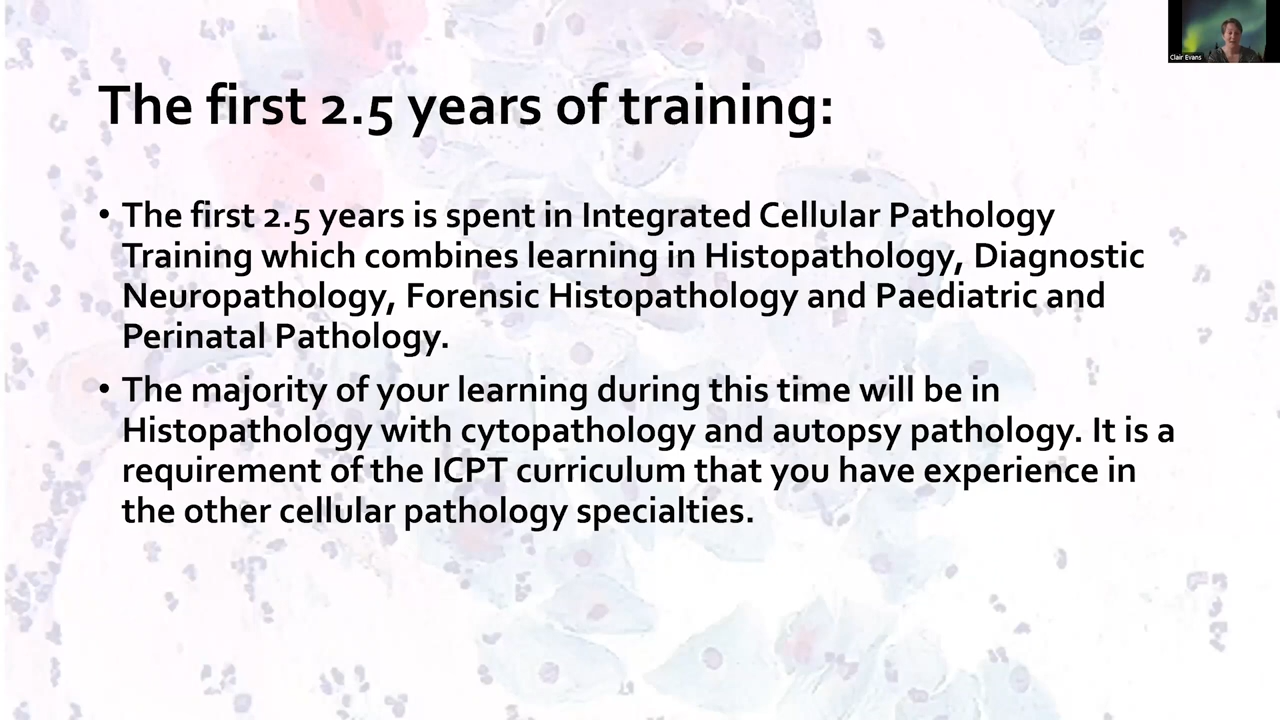 Clair Evans
The first 2.5 years of training:
• The first 2.5 years is spent in Integrated Cellular Pathology
Training which combines learning in Histopathology, Diagnostic
Neuropathology, Forensic Histopathology and Paediatric and
Perinatal Pathology.
• The majority of your learning during this time will be in
Histopathology with cytopathology and autopsy pathology. It is a
requirement of the ICPT curriculum that you have experience in
the other cellular pathology specialties.